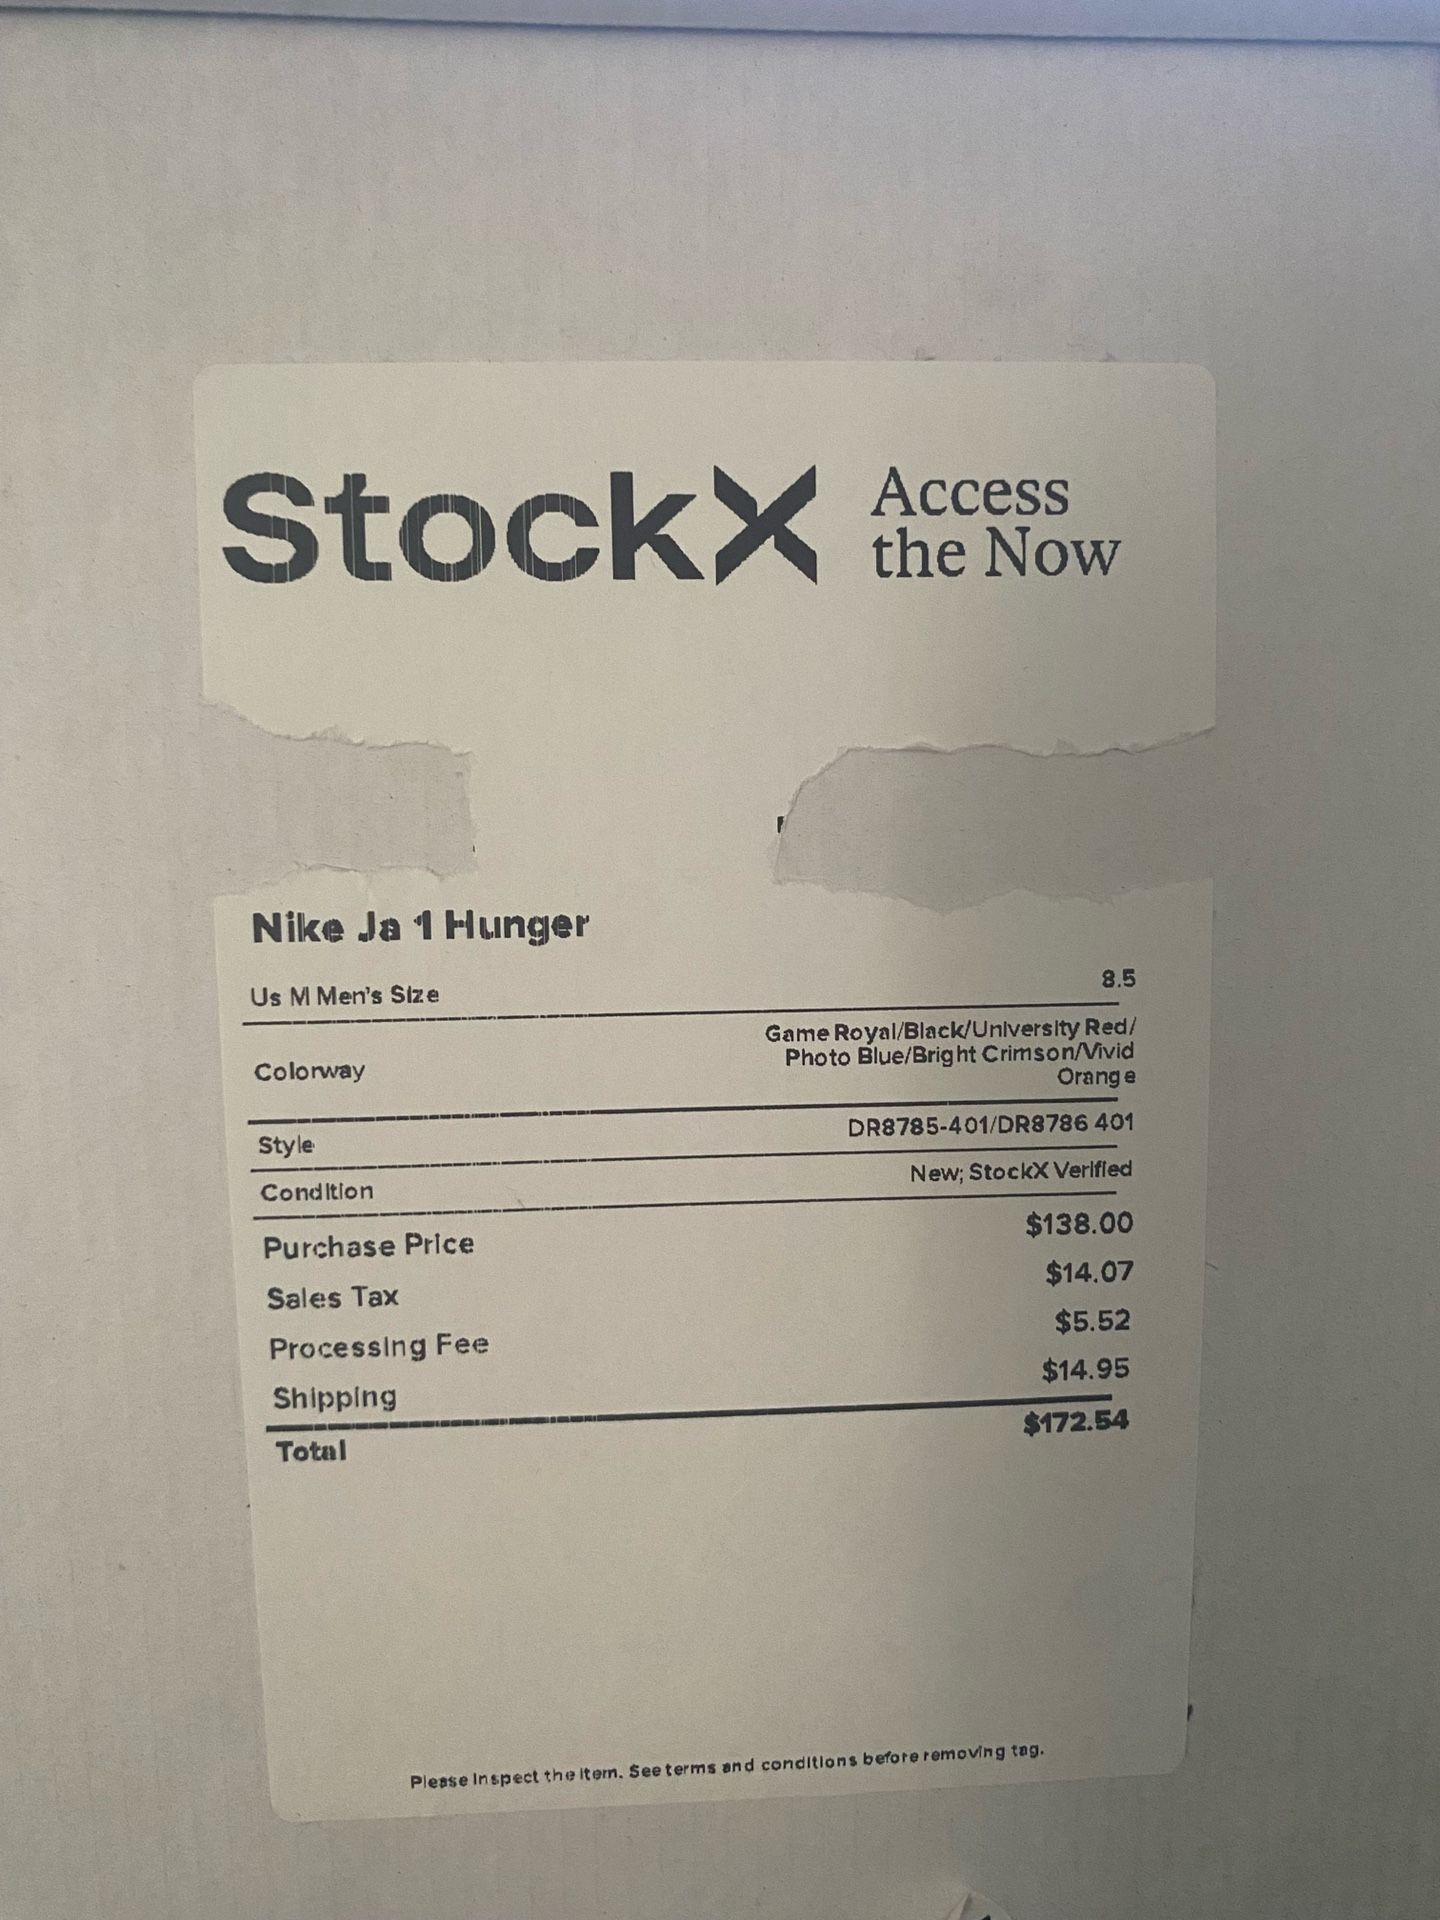 StockX Access
the Now
Nike Ja 1 Hunger
Us M Men's Size 8.5
Colorway Game Royal/Black/University Red/
Photo Blue/Bright Crimson/Vivid
Orange
Style DR8785-401/DR8786 401
Condition New; StockX Verified
Purchase Price $138.00
Sales Tax $14.07
Processing Fee $5.52
Shipping $14.95
Total $172.54
Please inspect the item. See terms and conditions before removing tag.